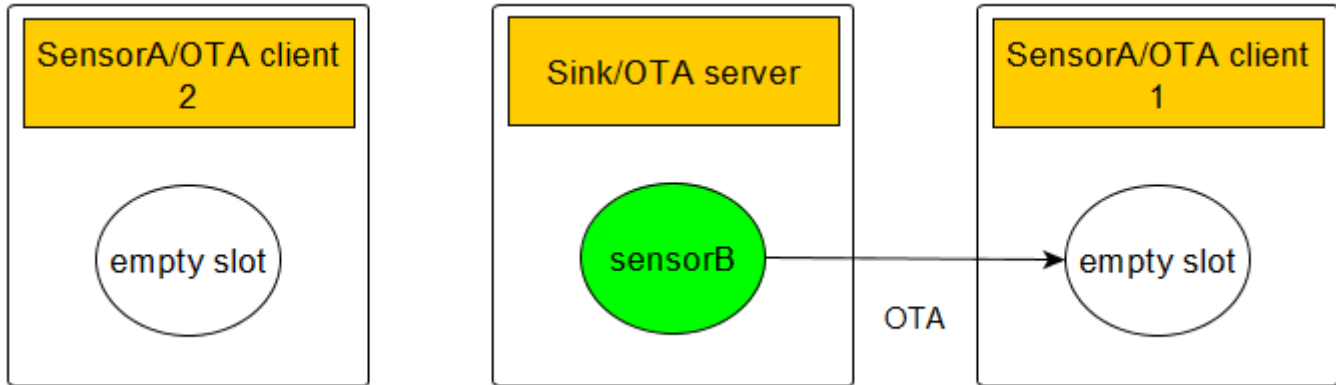 SensorA/OTA client
2
Sink/OTA server
SensorA/OTA client
1
empty slot
sensorB
empty slot
OTA